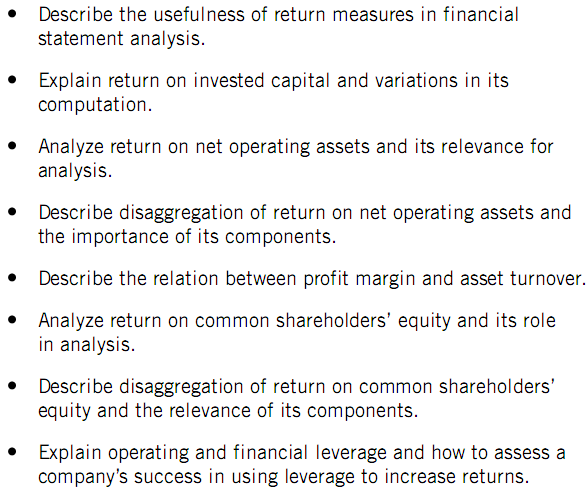 • Describe the usefulness of return measures in financial
statement analysis.
• Explain return on invested capital and variations in its
computation.
• Analyze return on net operating assets and its relevance for
analysis.
• Describe disaggregation of return on net operating assets and
the importance of its components.
• Describe the relation between profit margin and asset turnover.
• Analyze return on common shareholders’ equity and its role
in analysis.
• Describe disaggregation of return on common shareholders’
equity and the relevance of its components.
• Explain operating and financial leverage and how to assess a
company’s success in using leverage to increase returns.